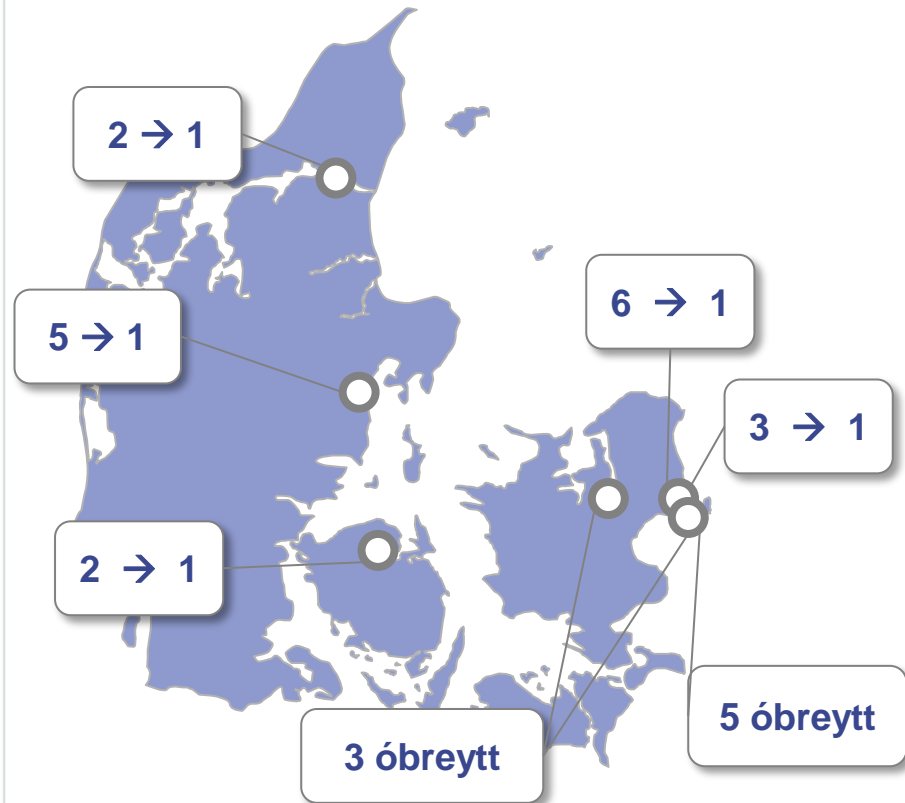 2 → 1
5 → 1
6 → 1
3 → 1
2 → 1
5 óbreytt
3 óbreytt